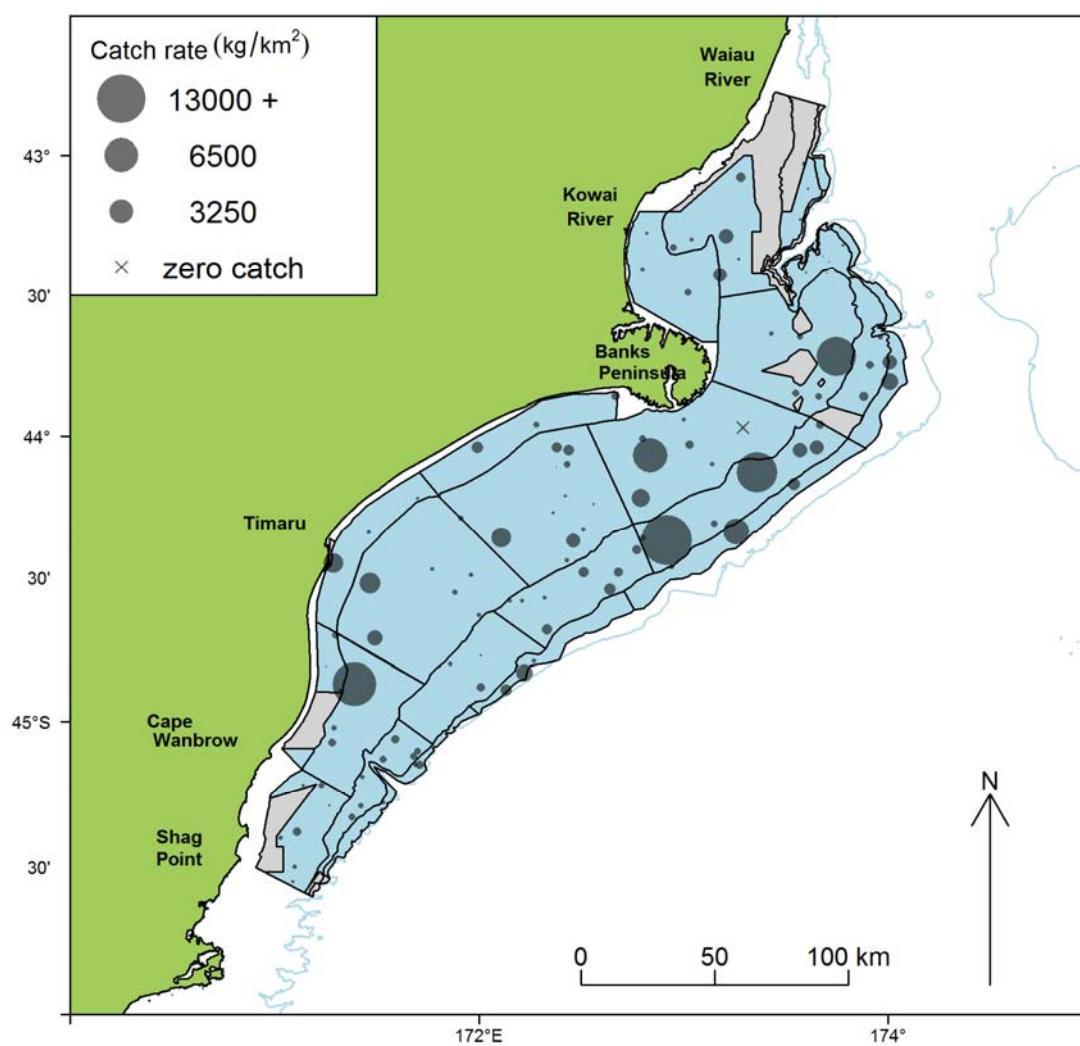 Catch rate (kg/km²)
13000 +
6500
3250
× zero catch
Waiau
River
43°
Kowai
River
30'
Banks
Peninsula
44°
Timaru
30'
45°S
Cape
Wanbrow
N
Shag
Point
30'
0 50 100 km
172°E 174°